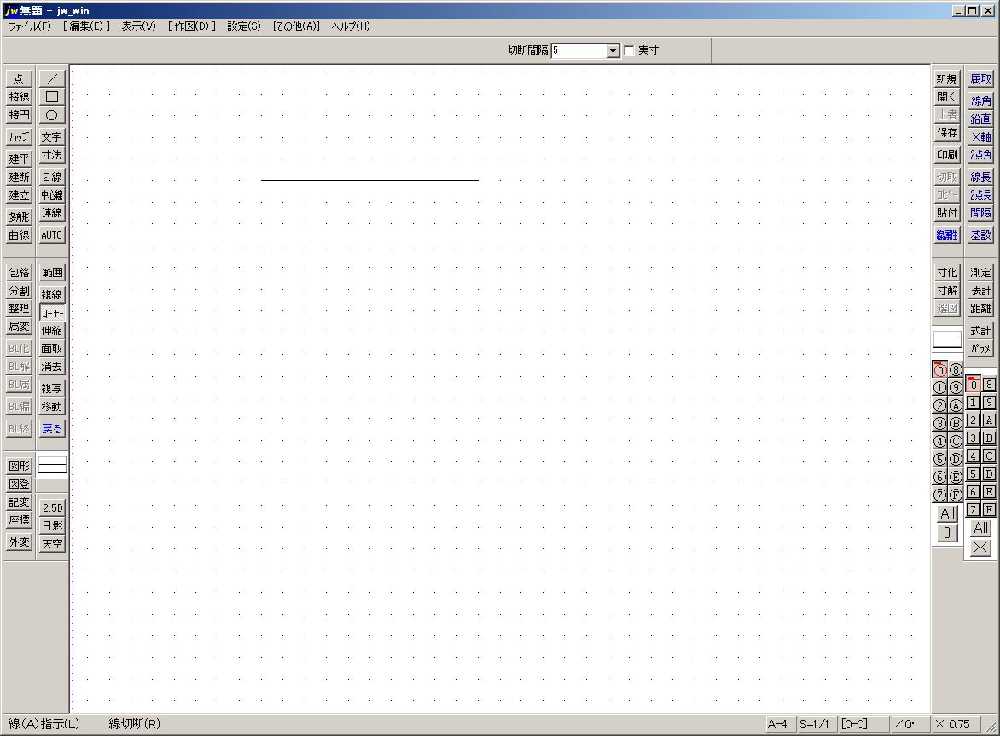 jw 無題 - jw_win
ファイル(F) [編集(E)] 表示(V) [作図(D)] 設定(S) [その他(A)] ヘルプ(H)
切断間隔 5 実寸
点
接線
接円
ハッチ
建平
建断
建立
多角形
曲線
包絡
分割
整理
属変
BL化
BL解
BL属
BL編
BL終
図形
図登
記変
座標
外変
／
□
○
文字
寸法
2線
中心線
連線
AUTO
範囲
複線
コーナー
伸縮
面取
消去
複写
移動
戻る
2.5D
日影
天空
新規
開く
上書
保存
印刷
切取
コピー
貼付
線属性
寸化
寸解
選図
0 8
1 9
2 A
3 B
4 C
5 D
6 E
7 F
All
0
属取
線角
鉛直
X軸
2点角
線長
2点長
間隔
基設
測定
表計
距離
式計
パラメ
0 8
1 9
2 A
3 B
4 C
5 D
6 E
7 F
All
×
線(A)指示(L) 線切断(R) A-4 S=1/1 [0-0] ∠0° × 0.75